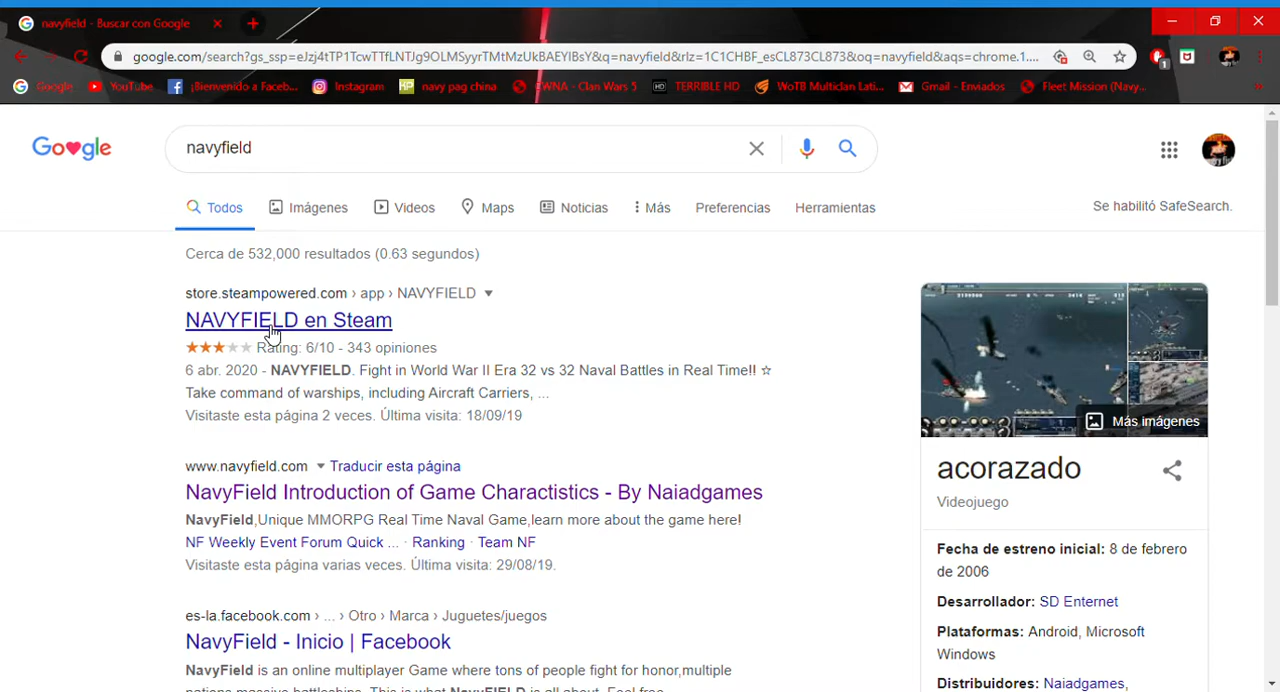 navyfield - Buscar con Google
google.com/search?gs_ssp=eJzj4tTP1TcwTTfLNTJg9OLMSyyrTMtMzUkBAEYIBsY&q=navyfield&rlz=1C1CHBF_esCL873CL873&oq=navyfield&aqs=chrome.1....
Google YouTube ¡Bienvenido a Faceb... Instagram navy pag china CWNA - Clan Wars 5 TERRIBLE HD WoTB Multiclan Lati... Gmail - Enviados Fleet Mission (Navy...
Google
navyfield
Todos Imágenes Videos Maps Noticias Más Preferencias Herramientas Se habilitó SafeSearch.
Cerca de 532,000 resultados (0.63 segundos)
store.steampowered.com › app › NAVYFIELD
NAVYFIELD en Steam
Rating: 6/10 - 343 opiniones
6 abr. 2020 - NAVYFIELD. Fight in World War II Era 32 vs 32 Naval Battles in Real Time!! ☆
Take command of warships, including Aircraft Carriers, ...
Visitaste esta página 2 veces. Última visita: 18/09/19
www.navyfield.com Traducir esta página
NavyField Introduction of Game Charactistics - By Naiadgames
NavyField,Unique MMORPG Real Time Naval Game,learn more about the game here!
NF Weekly Event Forum Quick ... · Ranking · Team NF
Visitaste esta página varias veces. Última visita: 29/08/19.
es-la.facebook.com › ... › Otro › Marca › Juguetes/juegos
NavyField - Inicio | Facebook
NavyField is an online multiplayer Game where tons of people fight for honor,multiple
Más imágenes
acorazado
Videojuego
Fecha de estreno inicial: 8 de febrero
de 2006
Desarrollador: SD Enternet
Plataformas: Android, Microsoft
Windows
Distribuidores: Naiadgames,